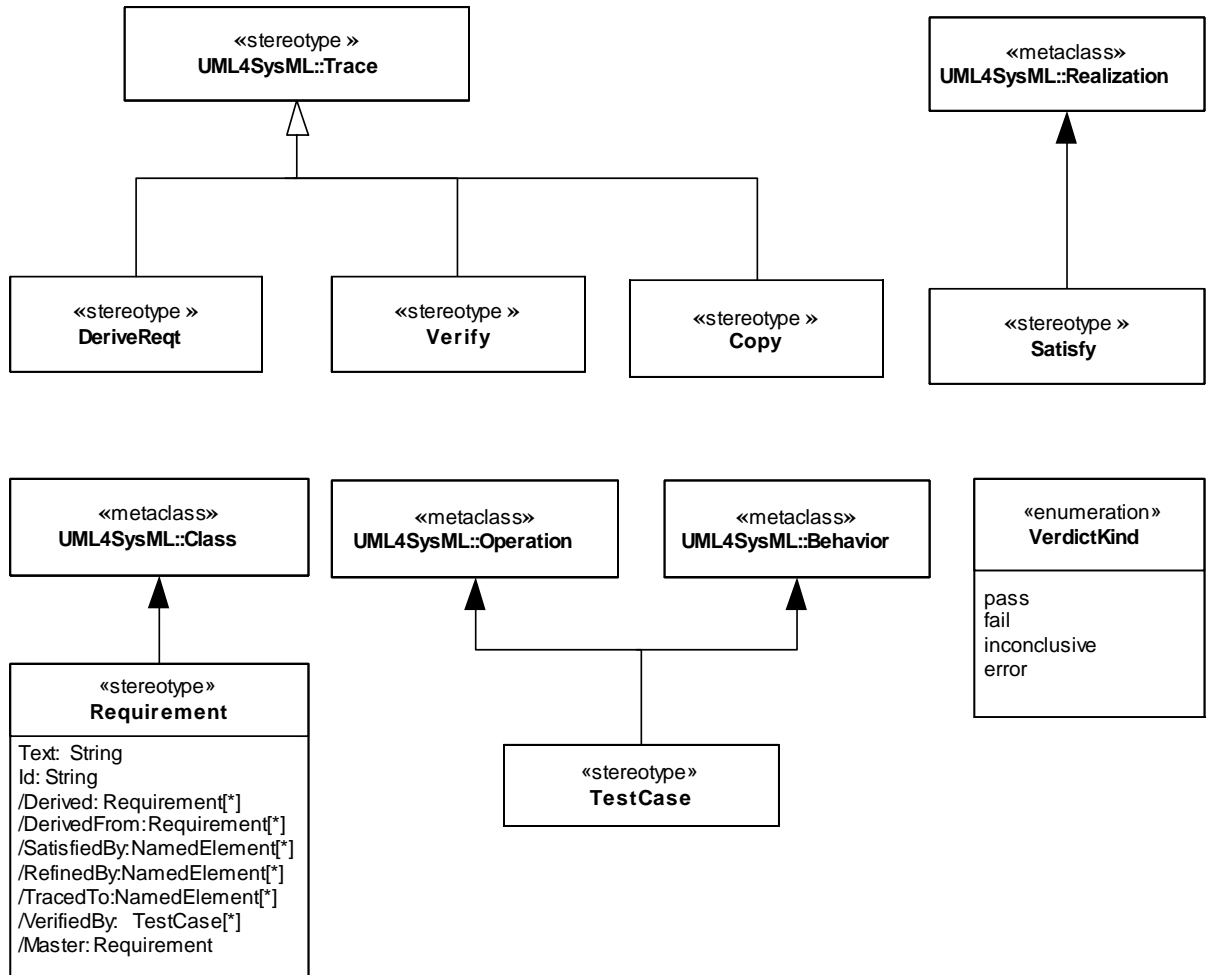 «stereotype »
UML4SysML::Trace
«metaclass»
UML4SysML::Realization
«stereotype »
DeriveReqt
«stereotype »
Verify
«stereotype »
Copy
«stereotype »
Satisfy
«metaclass»
UML4SysML::Class
«metaclass»
UML4SysML::Operation
«metaclass»
UML4SysML::Behavior
«enumeration»
VerdictKind
pass
fail
inconclusive
error
«stereotype»
Requirement
Text: String
Id: String
/Derived: Requirement[*]
/DerivedFrom:Requirement[*]
/SatisfiedBy:NamedElement[*]
/RefinedBy:NamedElement[*]
/TracedTo:NamedElement[*]
/VerifiedBy: TestCase[*]
/Master: Requirement
«stereotype»
TestCase